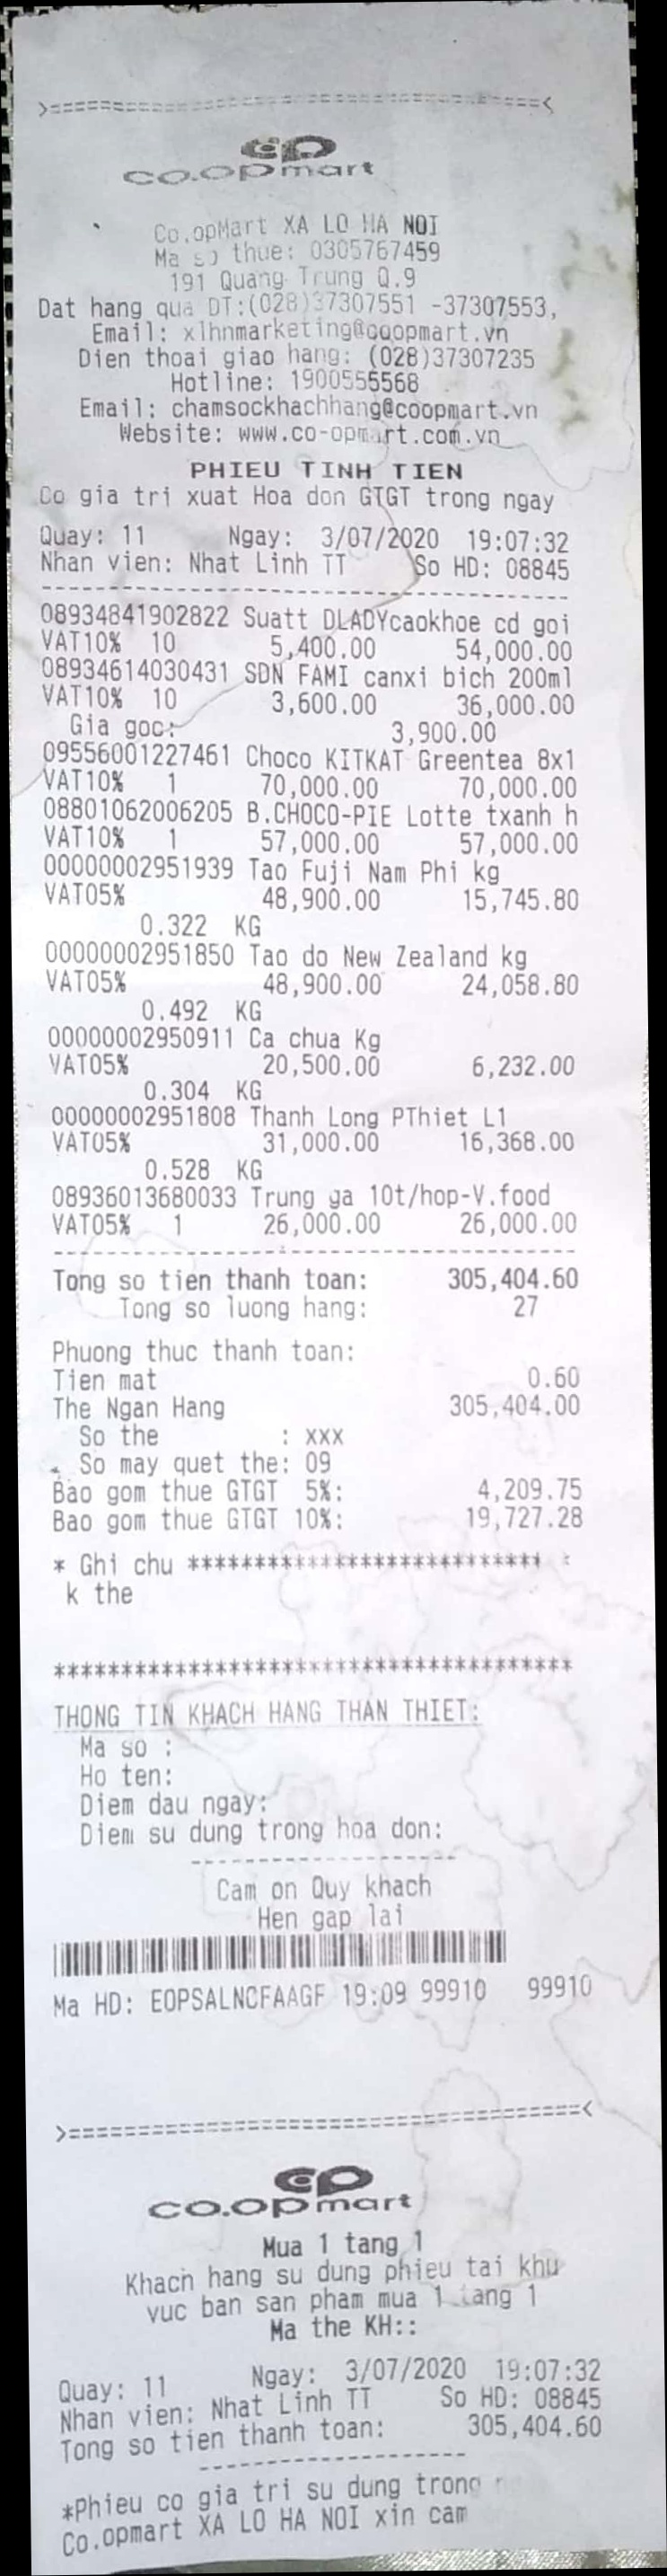 >==================================<
co.opmart
Co.opMart XA LO HA NOI
Ma so thue: 0305767459
191 Quang Trung Q.9
Dat hang qua DT:(028)37307551 -37307553,
Email: xlhnmarketing@coopmart.vn
Dien thoai giao hang: (028)37307235
Hotline: 1900555568
Email: chamsockhachhang@coopmart.vn
Website: www.co-opmart.com.vn
PHIEU TINH TIEN
Co gia tri xuat Hoa don GTGT trong ngay
Quay: 11 Ngay: 3/07/2020 19:07:32
Nhan vien: Nhat Linh TT So HD: 08845
---------------------------------------
08934841902822 Suatt DLADYcaokhoe cd goi
VAT10% 10 5,400.00 54,000.00
08934614030431 SDN FAMI canxi bich 200ml
VAT10% 10 3,600.00 36,000.00
Gia goc: 3,900.00
09556001227461 Choco KITKAT Greentea 8x1
VAT10% 1 70,000.00 70,000.00
08801062006205 B.CHOCO-PIE Lotte txanh h
VAT10% 1 57,000.00 57,000.00
00000002951939 Tao Fuji Nam Phi kg
VAT05% 48,900.00 15,745.80
0.322 KG
00000002951850 Tao do New Zealand kg
VAT05% 48,900.00 24,058.80
0.492 KG
00000002950911 Ca chua Kg
VAT05% 20,500.00 6,232.00
0.304 KG
00000002951808 Thanh Long PThiet L1
VAT05% 31,000.00 16,368.00
0.528 KG
08936013680033 Trung ga 10t/hop-V.food
VAT05% 1 26,000.00 26,000.00
---------------------------------------
Tong so tien thanh toan: 305,404.60
Tong so luong hang: 27
Phuong thuc thanh toan:
Tien mat 0.60
The Ngan Hang 305,404.00
So the : xxx
So may quet the: 09
Bao gom thue GTGT 5%: 4,209.75
Bao gom thue GTGT 10%: 19,727.28
* Ghi chu ****************************
k the
***************************************
THONG TIN KHACH HANG THAN THIET:
Ma so :
Ho ten:
Diem dau ngay:
Diem su dung trong hoa don:
--------------------
Cam on Quy khach
Hen gap lai
Ma HD: EOPSALNCFAAGF 19:09 99910 99910
>=====================================<
co.opmart
Mua 1 tang 1
Khach hang su dung phieu tai khu
vuc ban san pham mua 1 tang 1
Ma the KH::
Quay: 11 Ngay: 3/07/2020 19:07:32
Nhan vien: Nhat Linh TT So HD: 08845
Tong so tien thanh toan: 305,404.60
--------------------
*Phieu co gia tri su dung trong
Co.opmart XA LO HA NOI xin cam